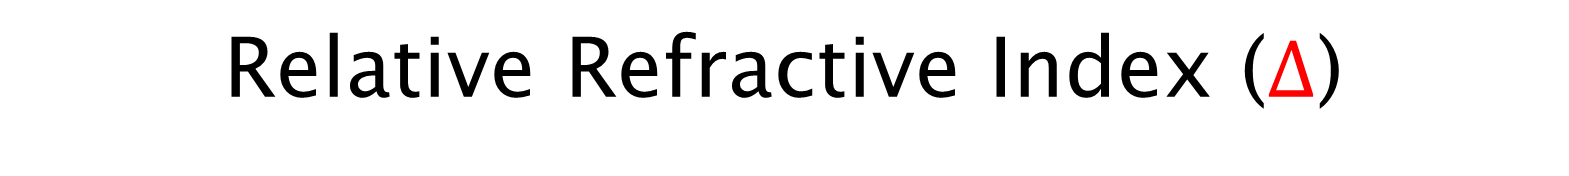 Relative Refractive Index (Δ)